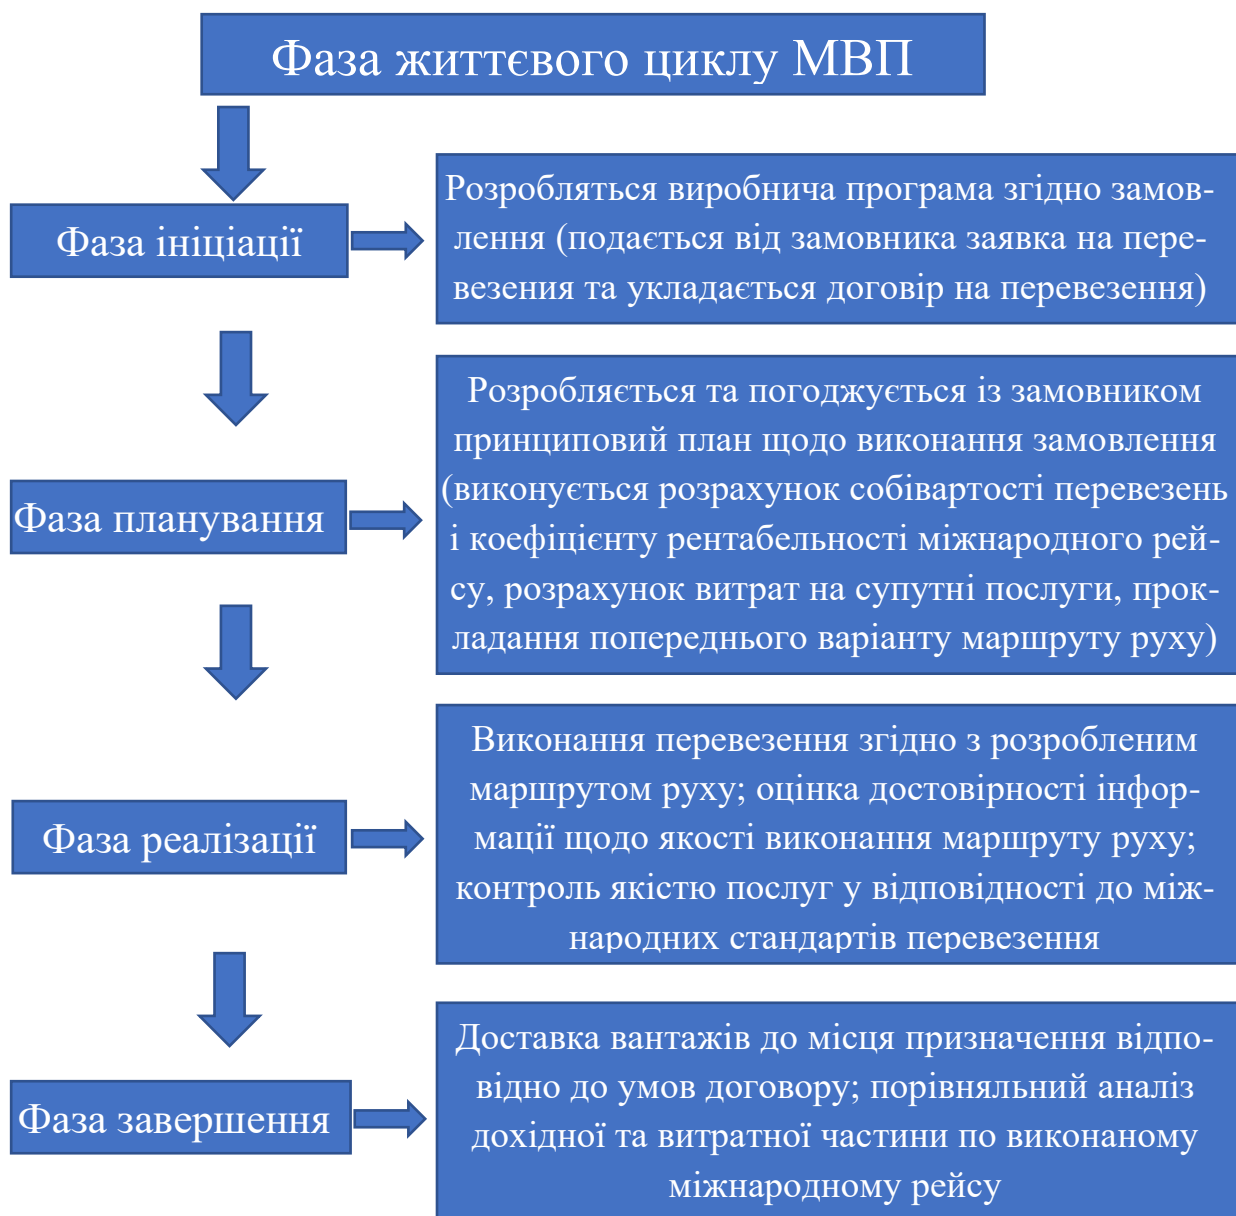 Фаза життєвого циклу МВП
Фаза ініціації
Розробляться виробнича програма згідно замов-
лення (подається від замовника заявка на пере-
везения та укладається договір на перевезення)
Фаза планування
Розробляється та погоджується із замовником
принциповий план щодо виконання замовлення
(виконується розрахунок собівартості перевезень
і коефіцієнту рентабельності міжнародного рей-
су, розрахунок витрат на супутні послуги, прок-
ладання попереднього варіанту маршруту руху)
Фаза реалізації
Виконання перевезення згідно з розробленим
маршрутом руху; оцінка достовірності інфор-
мації щодо якості виконання маршруту руху;
контроль якістю послуг у відповідності до між-
народних стандартів перевезення
Фаза завершення
Доставка вантажів до місця призначення відпо-
відно до умов договору; порівняльний аналіз
дохідної та витратної частини по виконаному
міжнародному рейсу